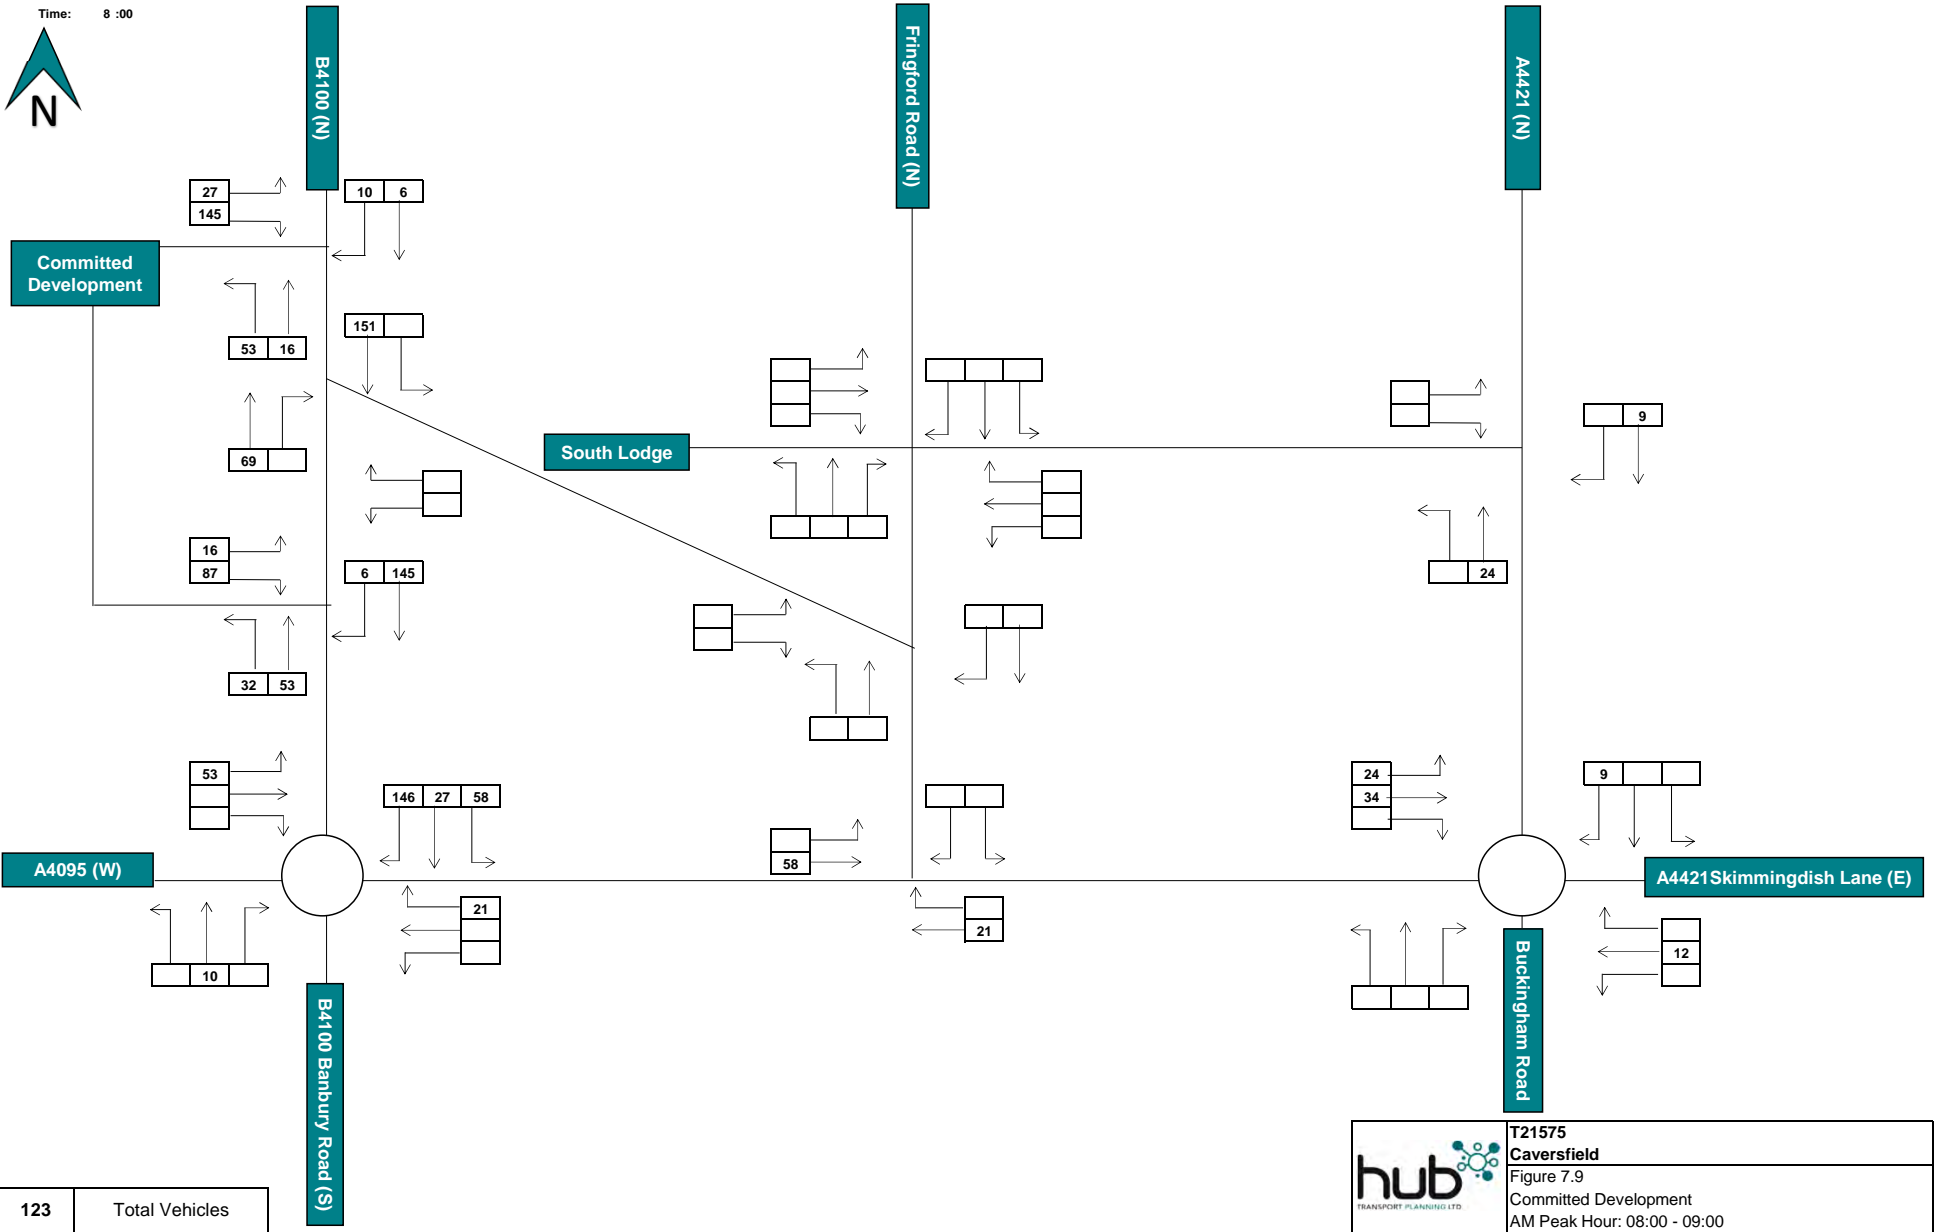 Time: 8 :00
N
B4100 (N)
Fringford Road (N)
A4421 (N)
27
145
10 6
Committed
Development
53 16
151
69
South Lodge
9
24
16
87
6 145
32 53
53
146 27 58
58
24
34
9
A4095 (W)
A4421Skimmingdish Lane (E)
21
21
12
10
B4100 Banbury Road (S)
Buckingham Road
123 Total Vehicles
hub
TRANSPORT PLANNING LTD
T21575
Caversfield
Figure 7.9
Committed Development
AM Peak Hour: 08:00 - 09:00